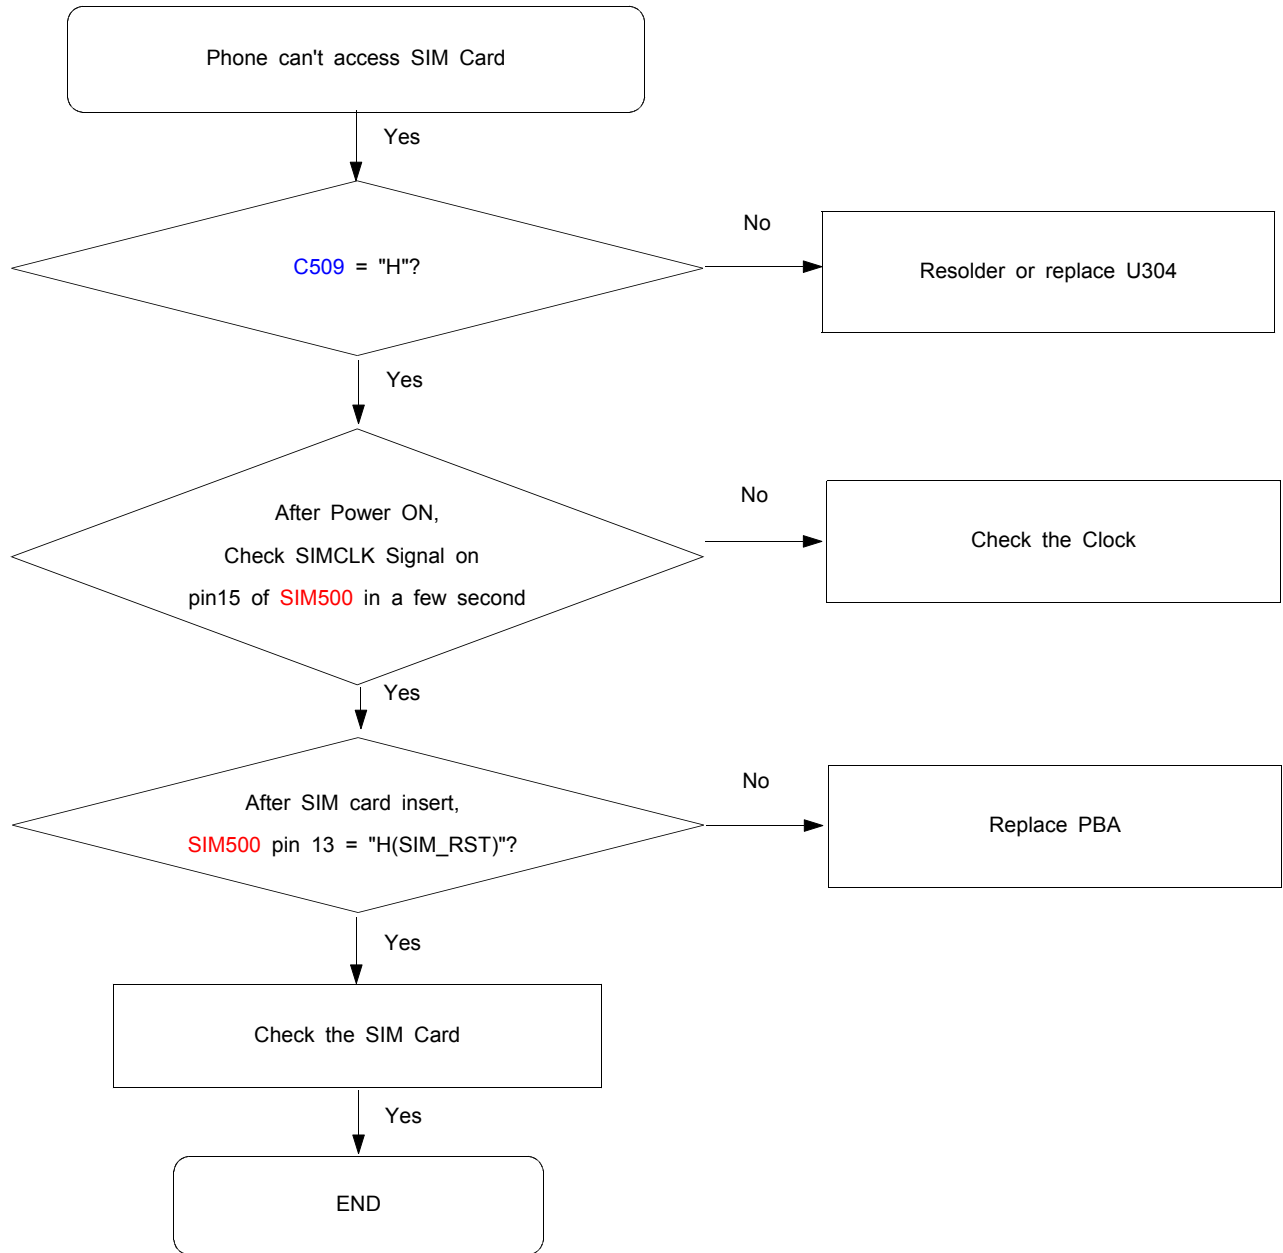 Phone can't access SIM Card
Yes
C509 = "H"?
No
Resolder or replace U304
Yes
After Power ON,
Check SIMCLK Signal on
pin15 of SIM500 in a few second
No
Check the Clock
Yes
After SIM card insert,
SIM500 pin 13 = "H(SIM_RST)"?
No
Replace PBA
Yes
Check the SIM Card
Yes
END